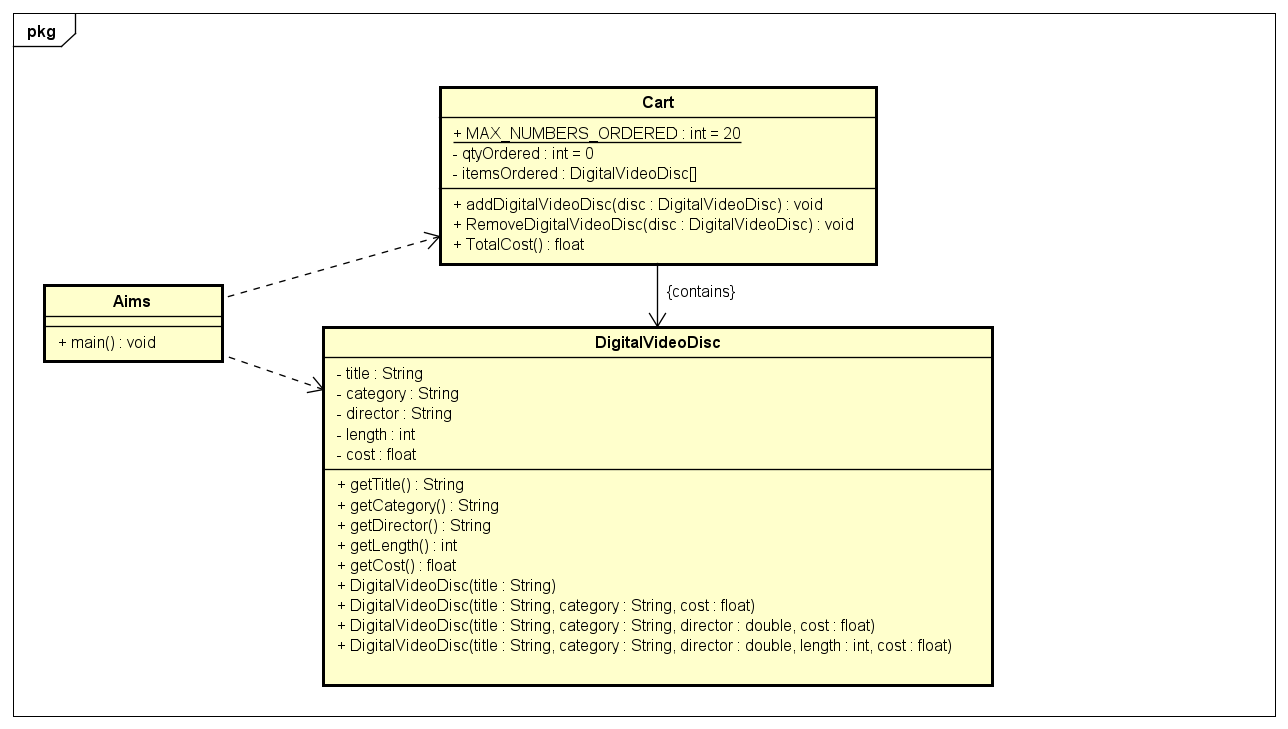 pkg
Cart
+ MAX_NUMBERS_ORDERED : int = 20
- qtyOrdered : int = 0
- itemsOrdered : DigitalVideoDisc[]
+ addDigitalVideoDisc(disc : DigitalVideoDisc) : void
+ RemoveDigitalVideoDisc(disc : DigitalVideoDisc) : void
+ TotalCost() : float
{contains}
Aims
+ main() : void
DigitalVideoDisc
- title : String
- category : String
- director : String
- length : int
- cost : float
+ getTitle() : String
+ getCategory() : String
+ getDirector() : String
+ getLength() : int
+ getCost() : float
+ DigitalVideoDisc(title : String)
+ DigitalVideoDisc(title : String, category : String, cost : float)
+ DigitalVideoDisc(title : String, category : String, director : double, cost : float)
+ DigitalVideoDisc(title : String, category : String, director : double, length : int, cost : float)